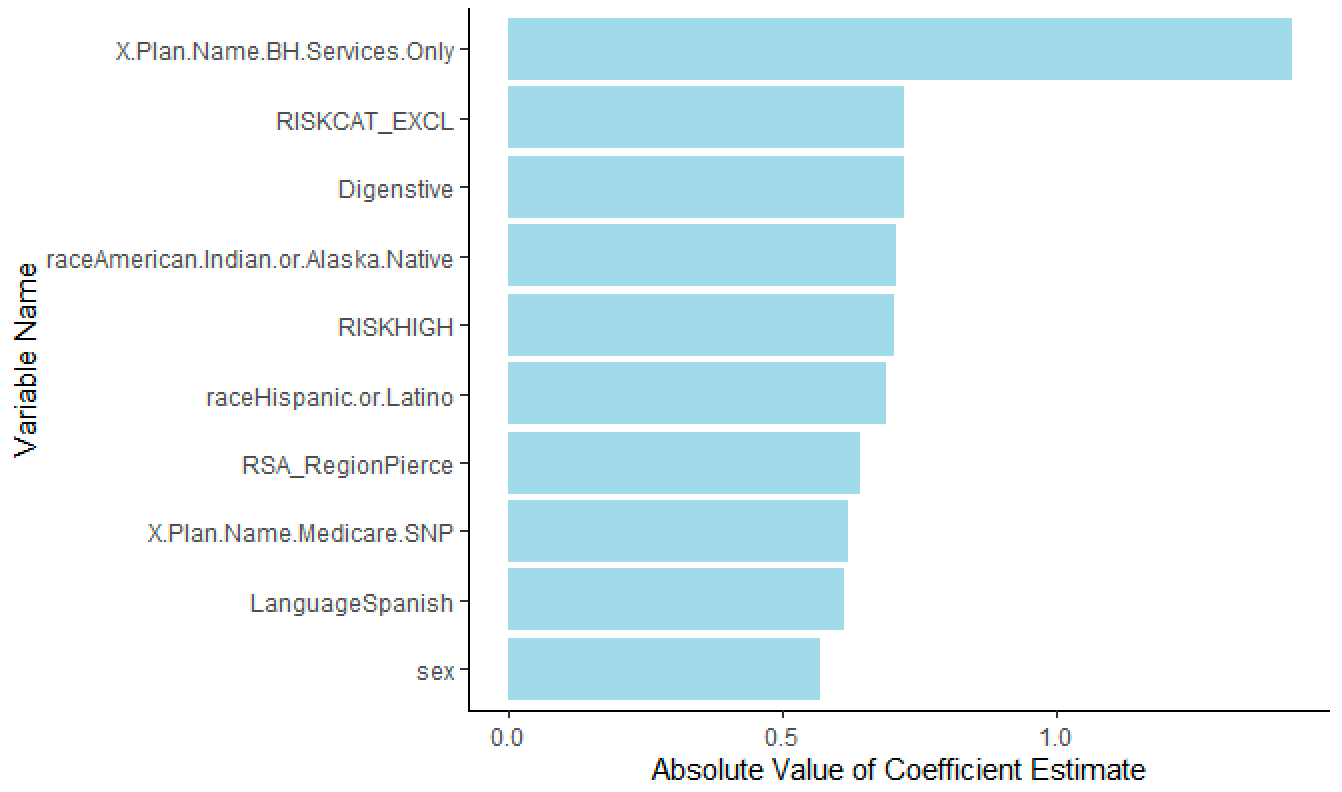 X.Plan.Name.BH.Services.Only
RISKCAT_EXCL
Digenstive
raceAmerican.Indian.or.Alaska.Native
RISKHIGH
raceHispanic.or.Latino
RSA_RegionPierce
X.Plan.Name.Medicare.SNP
LanguageSpanish
sex
Variable Name
0.0 0.5 1.0
Absolute Value of Coefficient Estimate